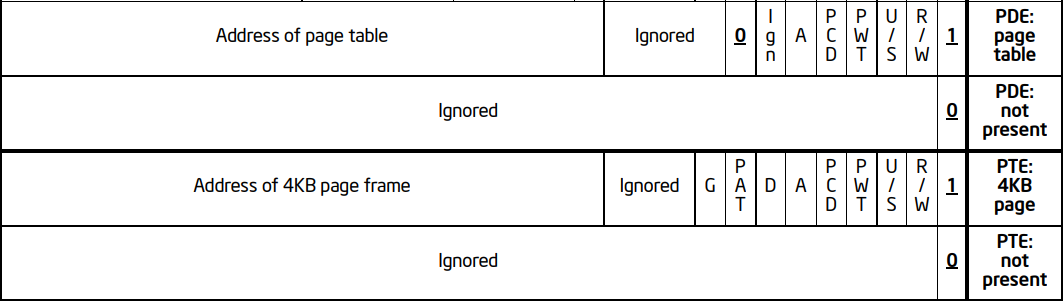 Address of page table Ignored 0 Ign A PCD PWT U/S R/W 1 PDE: page table
Ignored 0 PDE: not present
Address of 4KB page frame Ignored G PAT D A PCD PWT U/S R/W 1 PTE: 4KB page
Ignored 0 PTE: not present